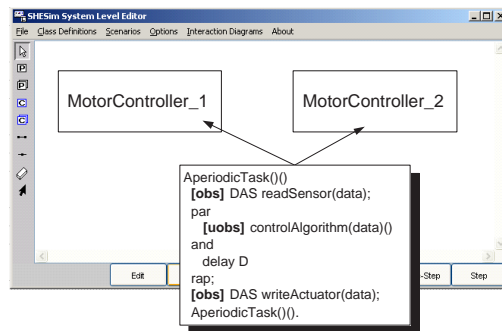 SHESim System Level Editor
File Class Definitions Scenarios Options Interaction Diagrams About
P
P
C
C
MotorController_1
MotorController_2
AperiodicTask()()
[obs] DAS readSensor(data);
par
[uobs] controlAlgorithm(data)()
and
delay D
rap;
[obs] DAS writeActuator(data);
AperiodicTask()().
Edit
-Step
Step